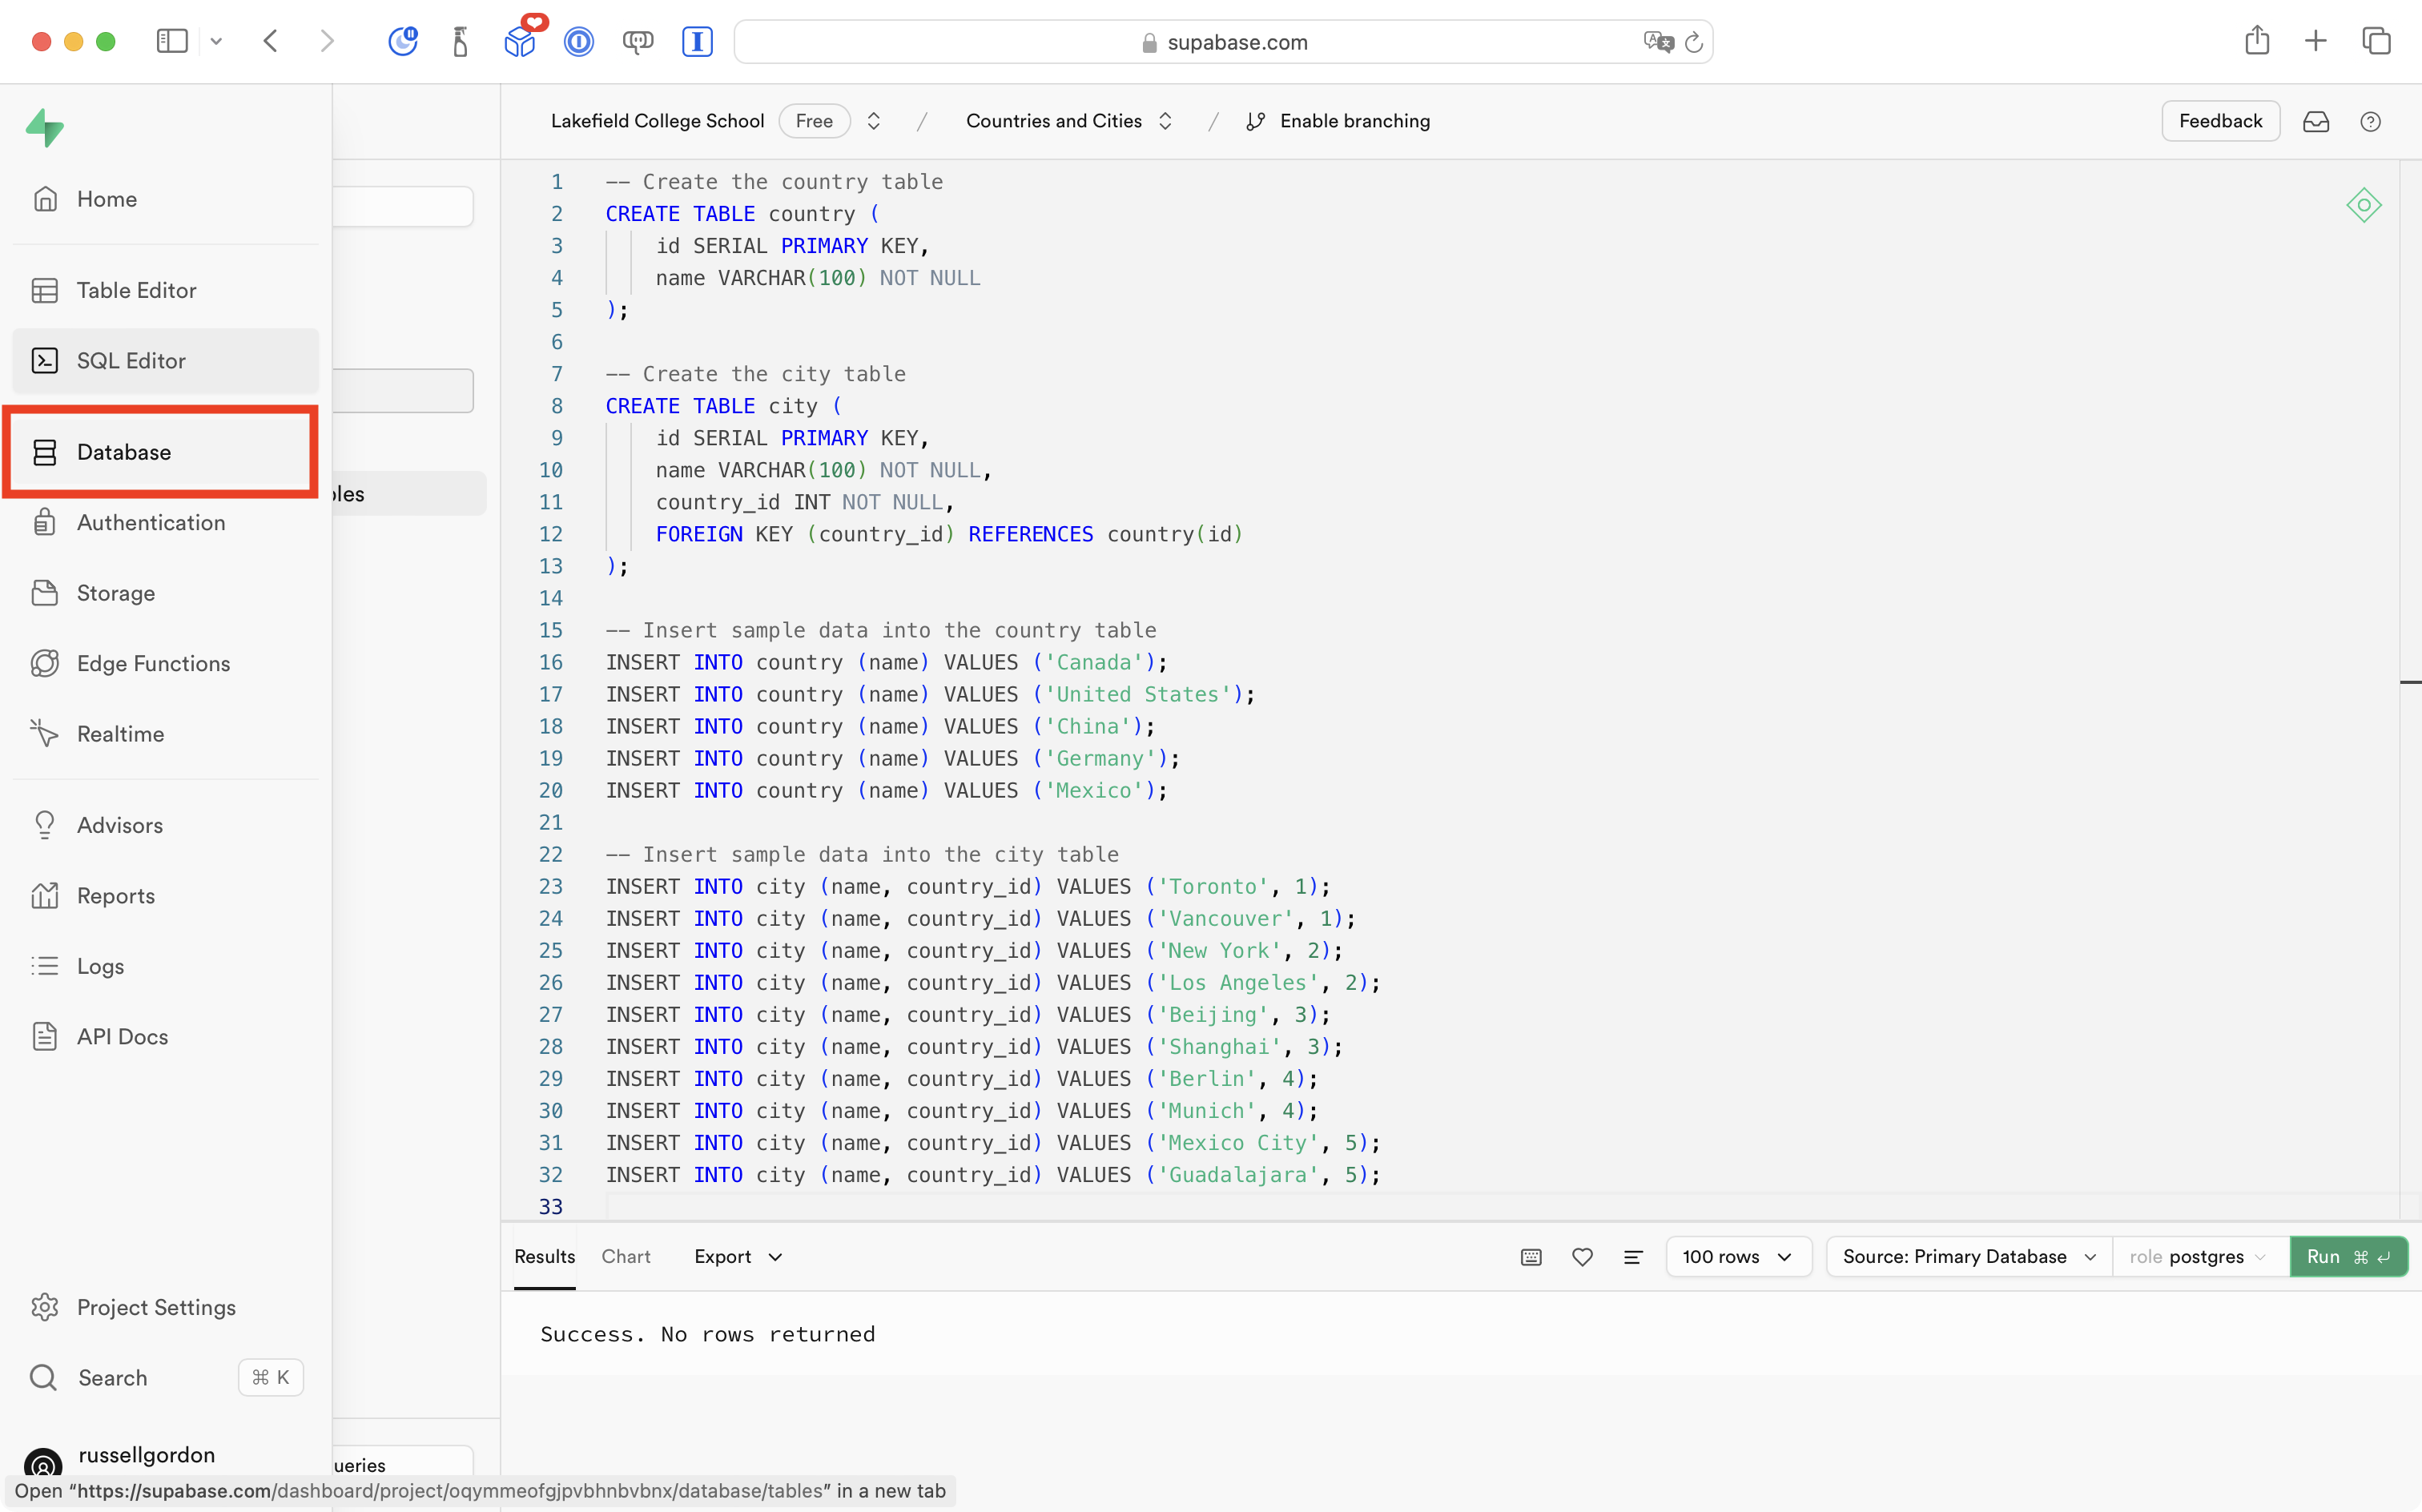 supabase.com
Lakefield College School Free / Countries and Cities / Enable branching
Feedback
Home
Table Editor
SQL Editor
Database
Authentication
Storage
Edge Functions
Realtime
Advisors
Reports
Logs
API Docs
Project Settings
Search ⌘ K
russellgordon
1 -- Create the country table
2 CREATE TABLE country (
3 id SERIAL PRIMARY KEY,
4 name VARCHAR(100) NOT NULL
5 );
6
7 -- Create the city table
8 CREATE TABLE city (
9 id SERIAL PRIMARY KEY,
10 name VARCHAR(100) NOT NULL,
11 country_id INT NOT NULL,
12 FOREIGN KEY (country_id) REFERENCES country(id)
13 );
14
15 -- Insert sample data into the country table
16 INSERT INTO country (name) VALUES ('Canada');
17 INSERT INTO country (name) VALUES ('United States');
18 INSERT INTO country (name) VALUES ('China');
19 INSERT INTO country (name) VALUES ('Germany');
20 INSERT INTO country (name) VALUES ('Mexico');
21
22 -- Insert sample data into the city table
23 INSERT INTO city (name, country_id) VALUES ('Toronto', 1);
24 INSERT INTO city (name, country_id) VALUES ('Vancouver', 1);
25 INSERT INTO city (name, country_id) VALUES ('New York', 2);
26 INSERT INTO city (name, country_id) VALUES ('Los Angeles', 2);
27 INSERT INTO city (name, country_id) VALUES ('Beijing', 3);
28 INSERT INTO city (name, country_id) VALUES ('Shanghai', 3);
29 INSERT INTO city (name, country_id) VALUES ('Berlin', 4);
30 INSERT INTO city (name, country_id) VALUES ('Munich', 4);
31 INSERT INTO city (name, country_id) VALUES ('Mexico City', 5);
32 INSERT INTO city (name, country_id) VALUES ('Guadalajara', 5);
33
Results Chart Export 100 rows Source: Primary Database role postgres Run ⌘ ↵
Success. No rows returned
Open “https://supabase.com/dashboard/project/oqymmeofgjpvbhnbvbnx/database/tables” in a new tab